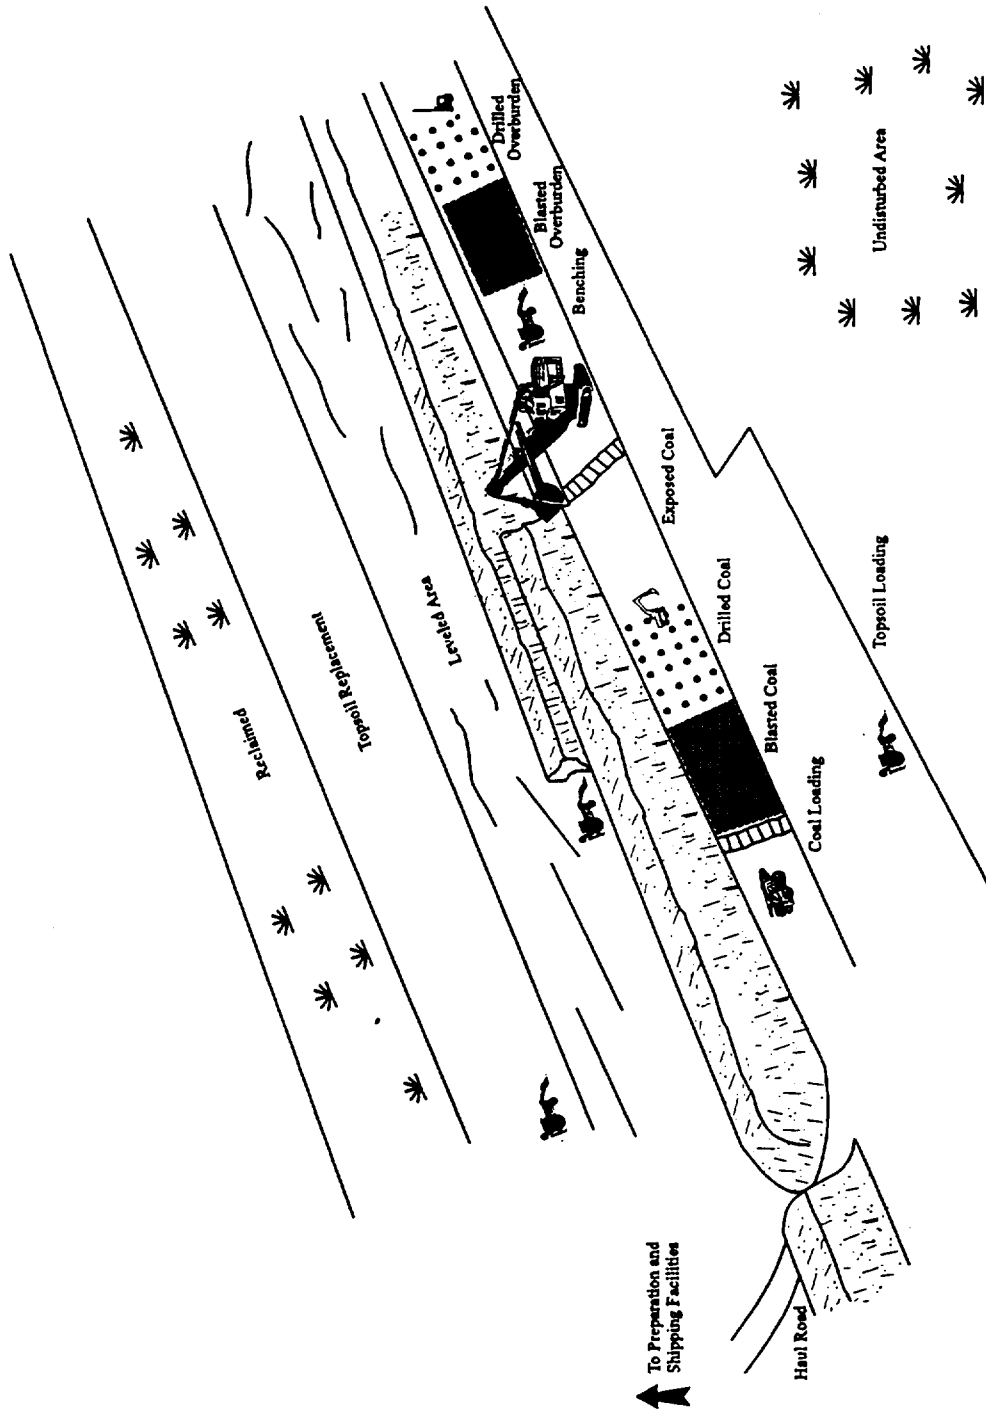 Reclaimed
Topsoil Replacement
Leveled Area
Drilled
Overburden
Blasted
Overburden
Benching
Exposed Coal
Drilled Coal
Blasted Coal
Coal Loading
Topsoil Loading
Undisturbed Area
To Preparation and
Shipping Facilities
Haul Road